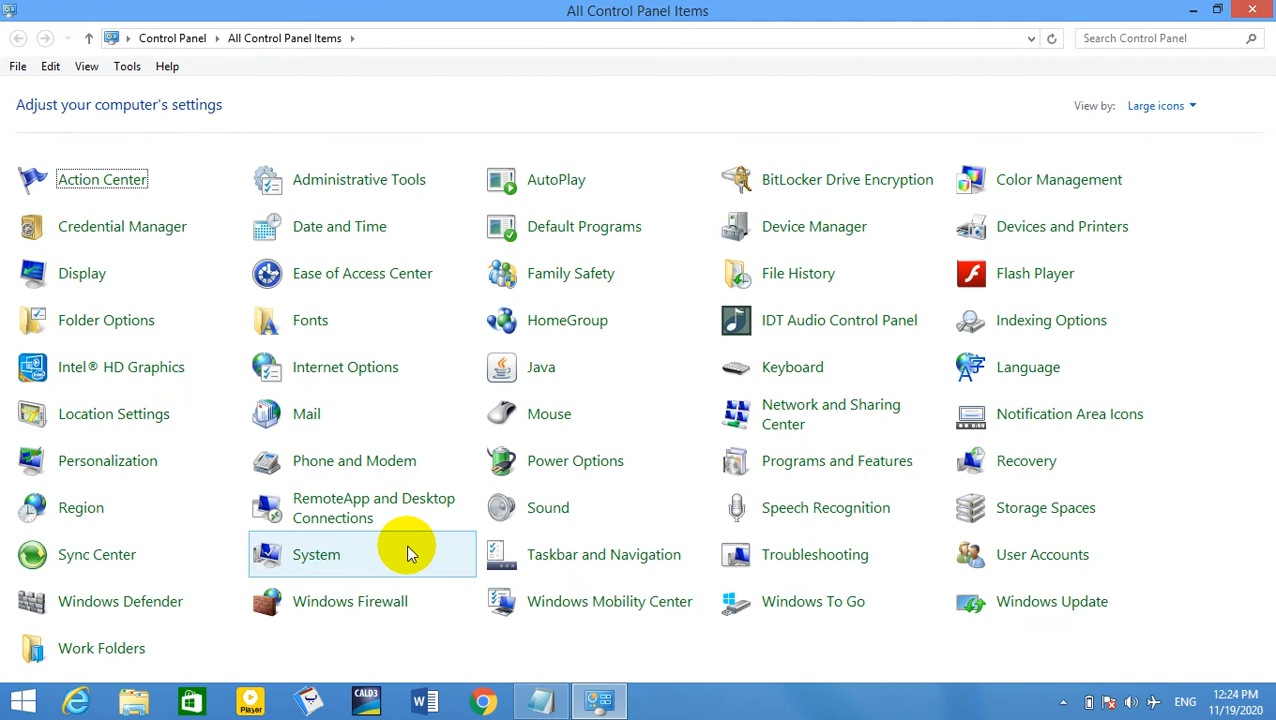 All Control Panel Items
Control Panel All Control Panel Items Search Control Panel
File Edit View Tools Help
Adjust your computer's settings View by: Large icons
Action Center Administrative Tools AutoPlay BitLocker Drive Encryption Color Management
Credential Manager Date and Time Default Programs Device Manager Devices and Printers
Display Ease of Access Center Family Safety File History Flash Player
Folder Options Fonts HomeGroup IDT Audio Control Panel Indexing Options
Intel® HD Graphics Internet Options Java Keyboard Language
Location Settings Mail Mouse Network and Sharing Center Notification Area Icons
Personalization Phone and Modem Power Options Programs and Features Recovery
Region RemoteApp and Desktop Connections Sound Speech Recognition Storage Spaces
Sync Center System Taskbar and Navigation Troubleshooting User Accounts
Windows Defender Windows Firewall Windows Mobility Center Windows To Go Windows Update
Work Folders
Player CALD3 ENG 12:24 PM
11/19/2020